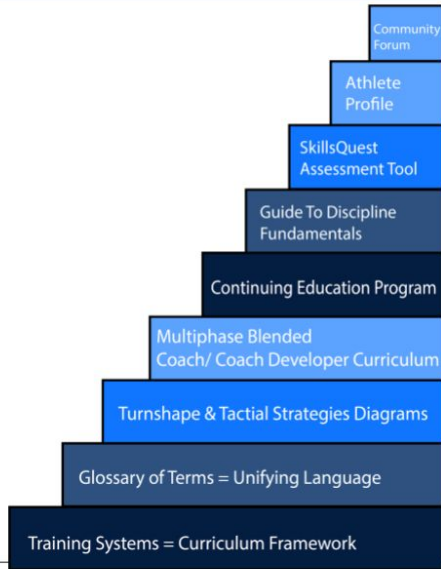 Community
Forum
Athlete
Profile
SkillsQuest
Assessment Tool
Guide To Discipline
Fundamentals
Continuing Education Program
Multiphase Blended
Coach/ Coach Developer Curriculum
Turnshape & Tactial Strategies Diagrams
Glossary of Terms = Unifying Language
Training Systems = Curriculum Framework